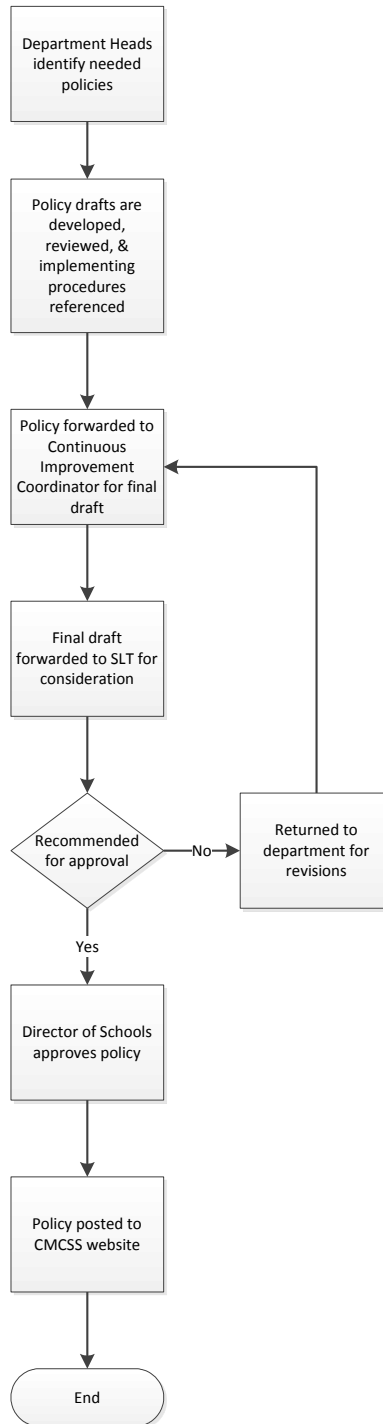 Department Heads
identify needed
policies
Policy drafts are
developed,
reviewed, &
implementing
procedures
referenced
Policy forwarded to
Continuous
Improvement
Coordinator for final
draft
Final draft
forwarded to SLT for
consideration
Recommended
for approval
No
Returned to
department for
revisions
Yes
Director of Schools
approves policy
Policy posted to
CMCSS website
End